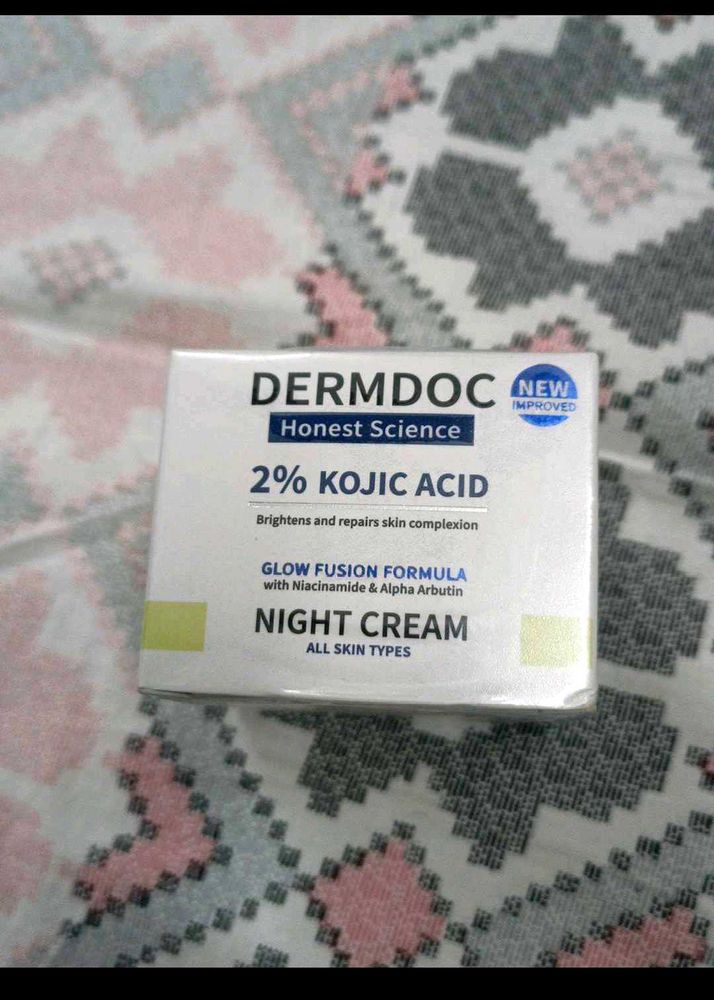 DERMDOC
NEW
IMPROVED
Honest Science
2% KOJIC ACID
Brightens and repairs skin complexion
GLOW FUSION FORMULA
with Niacinamide & Alpha Arbutin
NIGHT CREAM
ALL SKIN TYPES